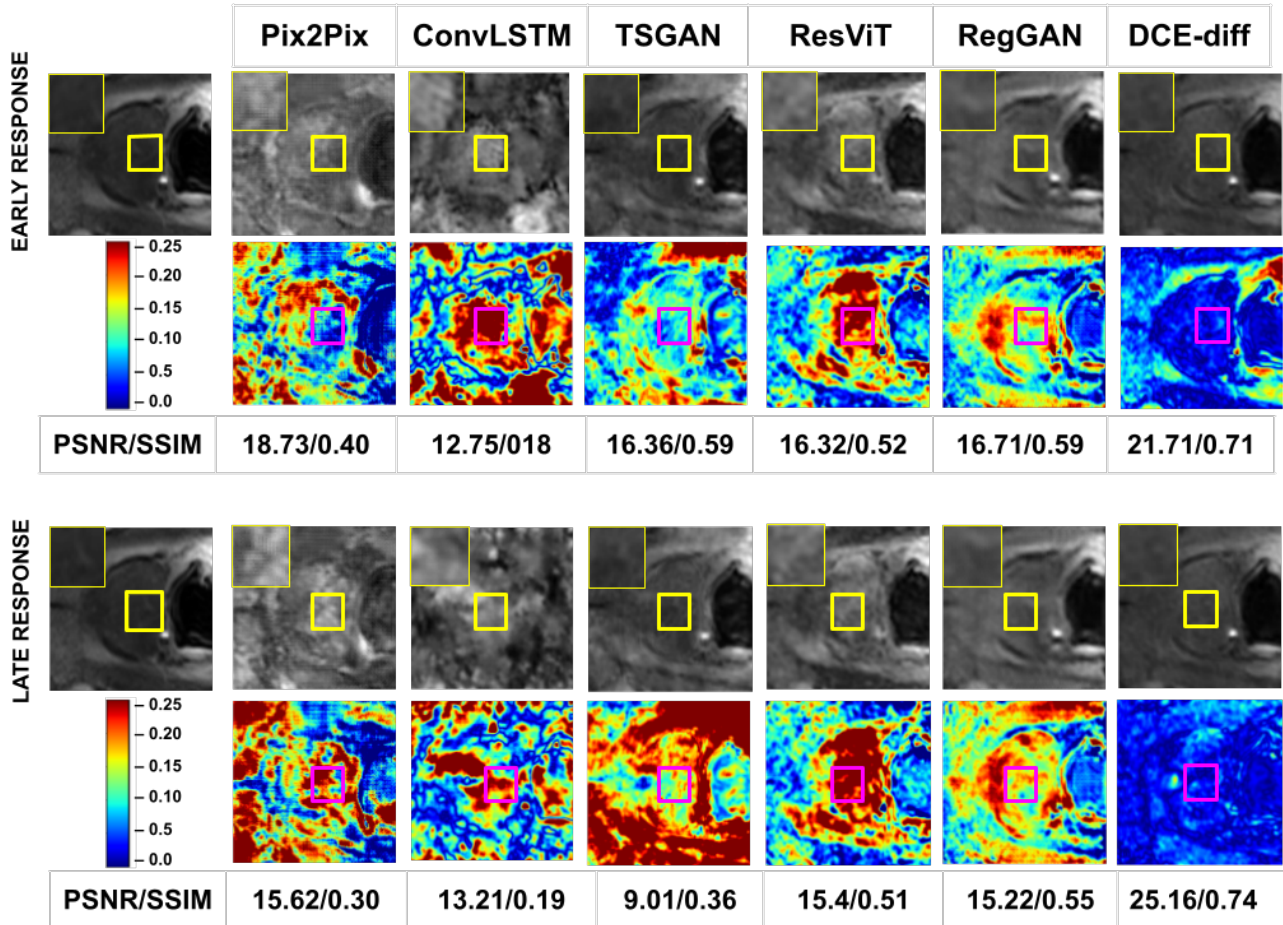 Pix2Pix ConvLSTM TSGAN ResViT RegGAN DCE-diff
EARLY RESPONSE
0.25
0.20
0.15
0.10
0.05
0.0
PSNR/SSIM 18.73/0.40 12.75/018 16.36/0.59 16.32/0.52 16.71/0.59 21.71/0.71
LATE RESPONSE
0.25
0.20
0.15
0.10
0.5
0.0
PSNR/SSIM 15.62/0.30 13.21/0.19 9.01/0.36 15.4/0.51 15.22/0.55 25.16/0.74